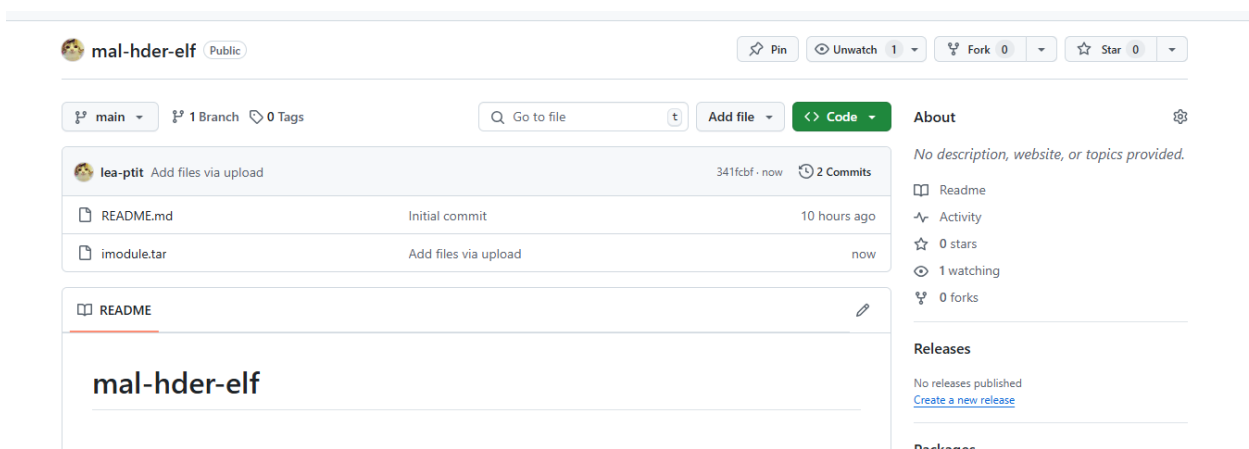 mal-hder-elf Public
Pin
Unwatch 1
Fork 0
Star 0
main
1 Branch
0 Tags
Go to file t
Add file
Code
lea-ptit Add files via upload 341fcbf · now 2 Commits
README.md Initial commit 10 hours ago
imodule.tar Add files via upload now
README
mal-hder-elf
About
No description, website, or topics provided.
Readme
Activity
0 stars
1 watching
0 forks
Releases
No releases published
Create a new release
Packages